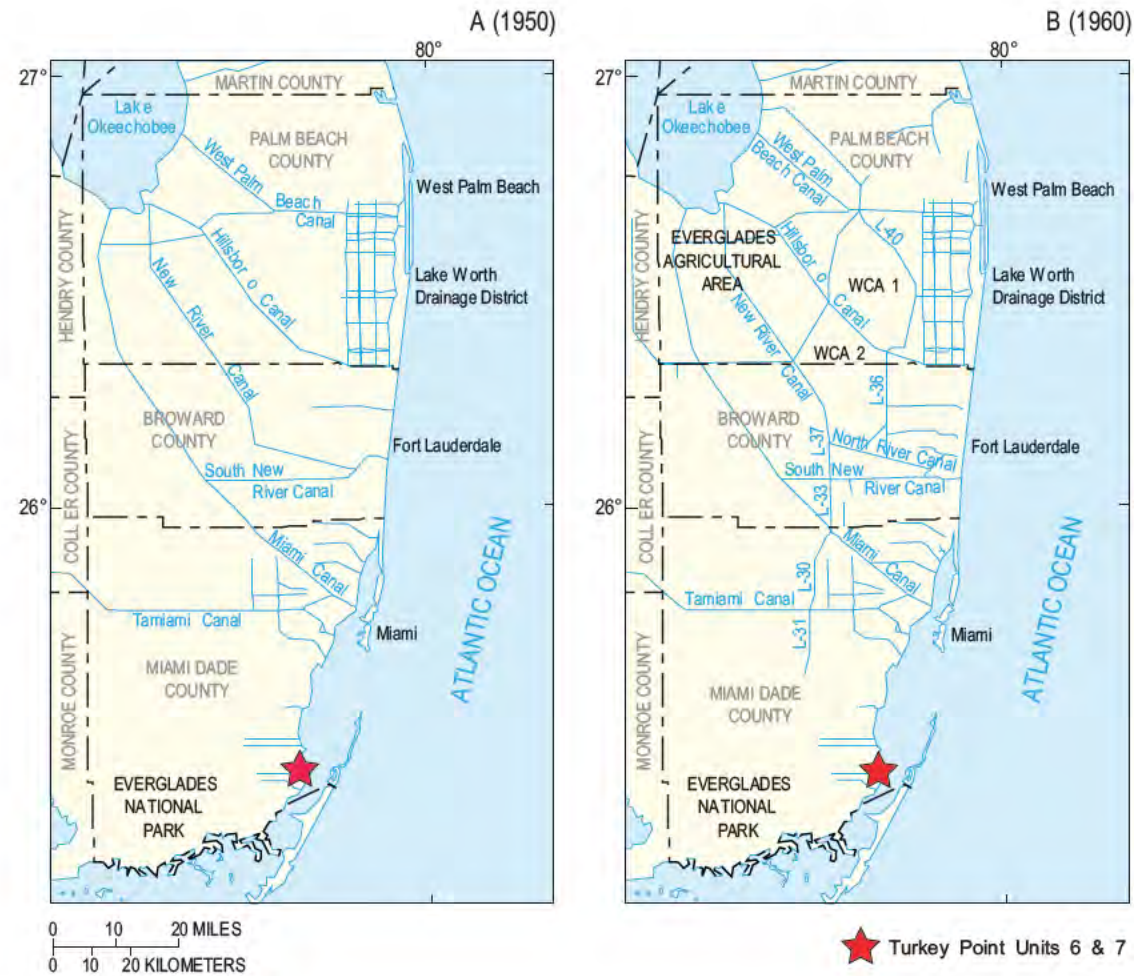 A (1950)
80°
27°
MARTIN COUNTY
Lake
Okeechobee
PALM BEACH
COUNTY
West Palm
Beach
Canal
West Palm Beach
Hillsbor o Canal
New River Canal
Lake Worth
Drainage District
HENDRY COUNTY
BROWARD
COUNTY
Fort Lauderdale
South New
River Canal
COLLIER COUNTY
26°
Miami Canal
Tamiami Canal
Miami
ATLANTIC OCEAN
MIAMI DADE
COUNTY
MONROE COUNTY
EVERGLADES
NATIONAL
PARK
0 10 20 MILES
0 10 20 KILOMETERS
B (1960)
80°
27°
MARTIN COUNTY
Lake
Okeechobee
West Palm
Beach Canal
PALM BEACH
COUNTY
West Palm Beach
L-40
EVERGLADES
AGRICULTURAL
AREA
Hillsbor o Canal
WCA 1
Lake Worth
Drainage District
HENDRY COUNTY
New River
Canal
WCA 2
L-36
BROWARD
COUNTY
L-37
North River Canal
Fort Lauderdale
South New
River Canal
L-33
COLLIER COUNTY
26°
Miami Canal
L-30
Tamiami Canal
L-31
Miami
ATLANTIC OCEAN
MIAMI DADE
COUNTY
MONROE COUNTY
EVERGLADES
NATIONAL
PARK
Turkey Point Units 6 & 7